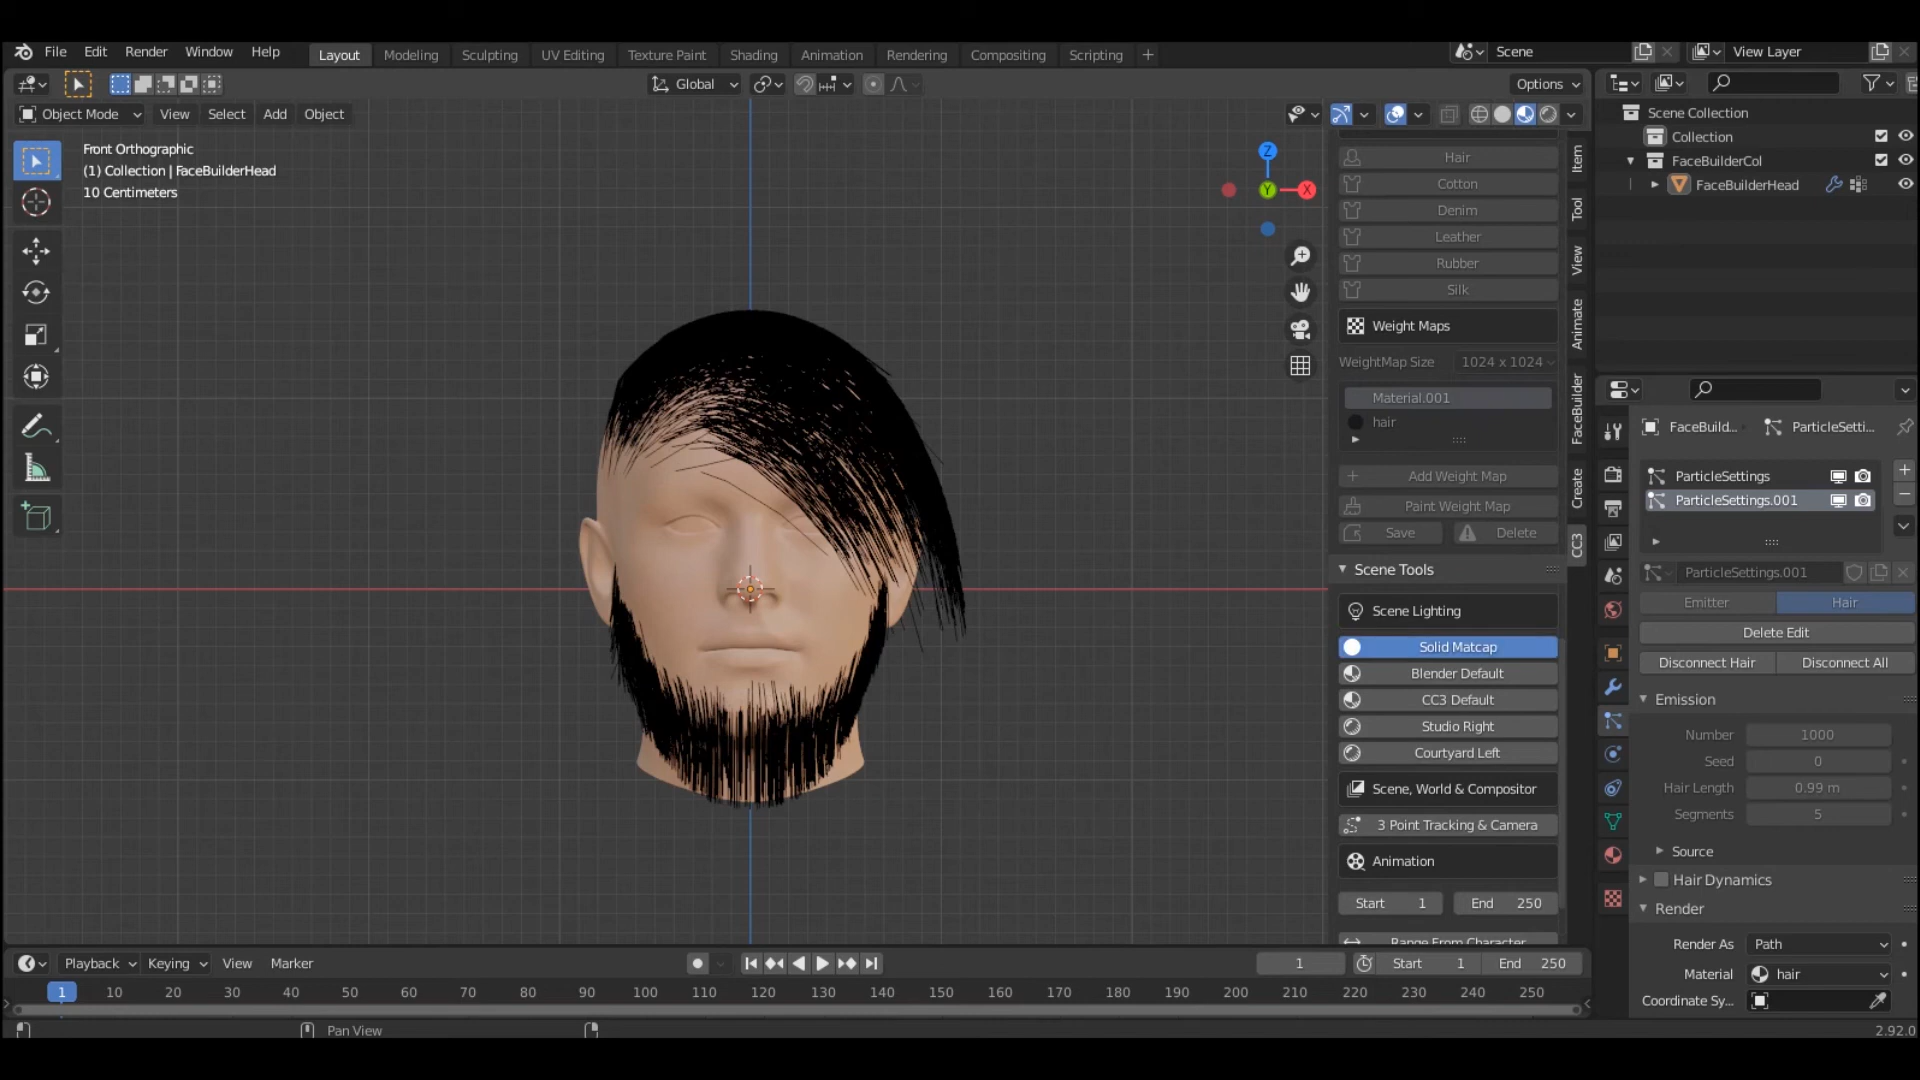 File Edit Render Window Help
Layout Modeling Sculpting UV Editing Texture Paint Shading Animation Rendering Compositing Scripting +
Scene
View Layer
Global
Options
Object Mode View Select Add Object
Front Orthographic
(1) Collection | FaceBuilderHead
10 Centimeters
Z
Y
X
Hair
Cotton
Denim
Leather
Rubber
Silk
Weight Maps
WeightMap Size 1024 x 1024
Material.001
hair
Add Weight Map
Paint Weight Map
Save Delete
Scene Tools
Scene Lighting
Solid Matcap
Blender Default
CC3 Default
Studio Right
Courtyard Left
Scene, World & Compositor
3 Point Tracking & Camera
Animation
Start 1 End 250
Range From Character
Item
Tool
View
Animate
FaceBuilder
Create
CC3
Scene Collection
Collection
FaceBuilderCol
FaceBuilderHead
FaceBuild... ParticleSetti...
ParticleSettings
ParticleSettings.001
ParticleSettings.001
Emitter Hair
Delete Edit
Disconnect Hair Disconnect All
Emission
Number 1000
Seed 0
Hair Length 0.99 m
Segments 5
Source
Hair Dynamics
Render
Render As Path
Material hair
Coordinate Sy...
Playback Keying View Marker
1 Start 1 End 250
1 10 20 30 40 50 60 70 80 90 100 110 120 130 140 150 160 170 180 190 200 210 220 230 240 250
Pan View
2.92.0